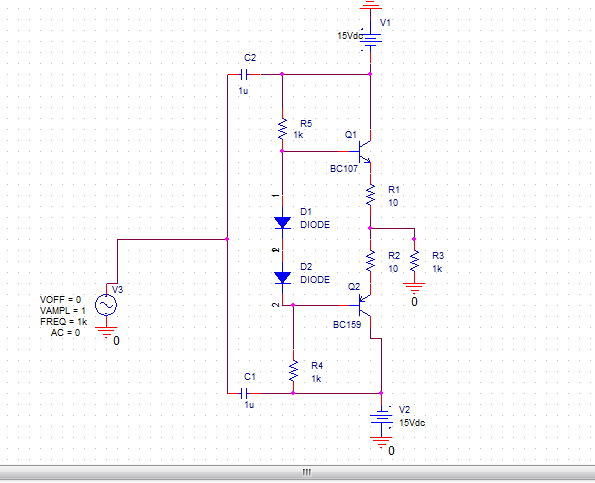 V1
15Vdc
C2
1u
R5
1k
Q1
BC107
R1
10
1
D1
DIODE
2
R2
10
R3
1k
0
D2
DIODE
2
Q2
BC159
V3
VOFF = 0
VAMPL = 1
FREQ = 1k
AC = 0
0
R4
1k
C1
1u
V2
15Vdc
0